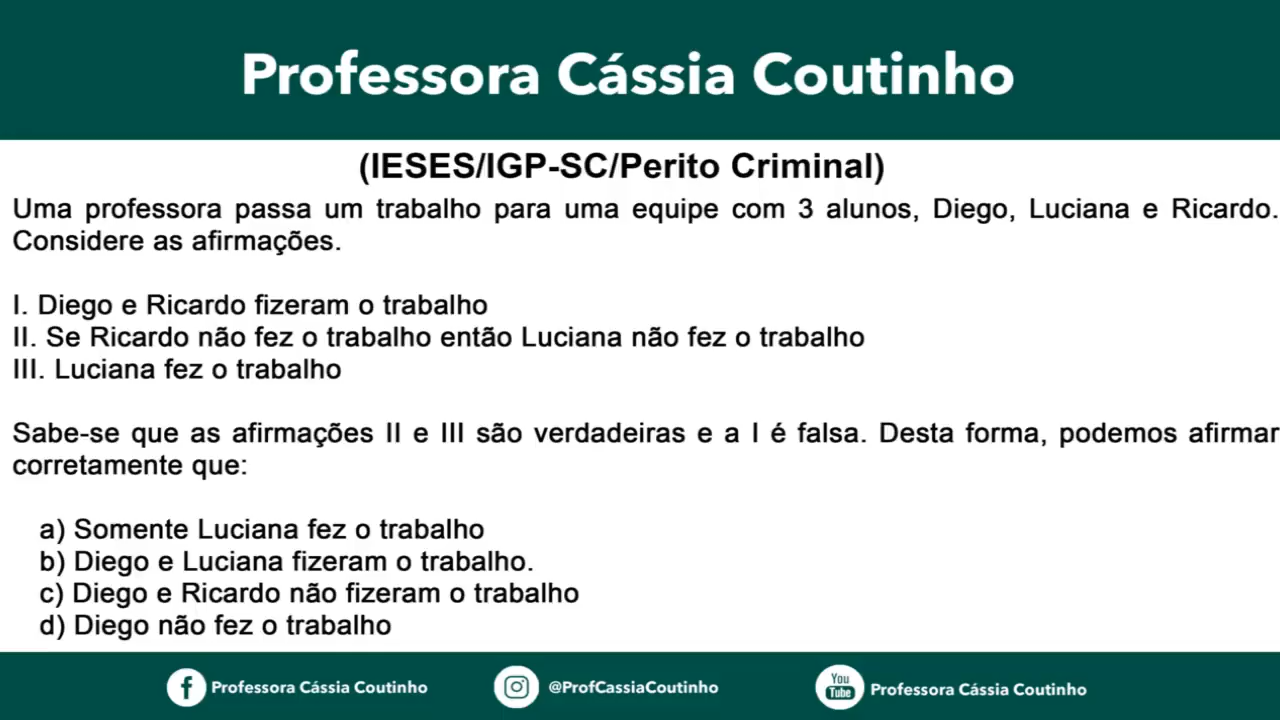 Professora Cássia Coutinho
(IESES/IGP-SC/Perito Criminal)
Uma professora passa um trabalho para uma equipe com 3 alunos, Diego, Luciana e Ricardo.
Considere as afirmações.
I. Diego e Ricardo fizeram o trabalho
II. Se Ricardo não fez o trabalho então Luciana não fez o trabalho
III. Luciana fez o trabalho
Sabe-se que as afirmações II e III são verdadeiras e a I é falsa. Desta forma, podemos afirmar
corretamente que:
a) Somente Luciana fez o trabalho
b) Diego e Luciana fizeram o trabalho.
c) Diego e Ricardo não fizeram o trabalho
d) Diego não fez o trabalho
Professora Cássia Coutinho
@ProfCassiaCoutinho
You
Tube
Professora Cássia Coutinho